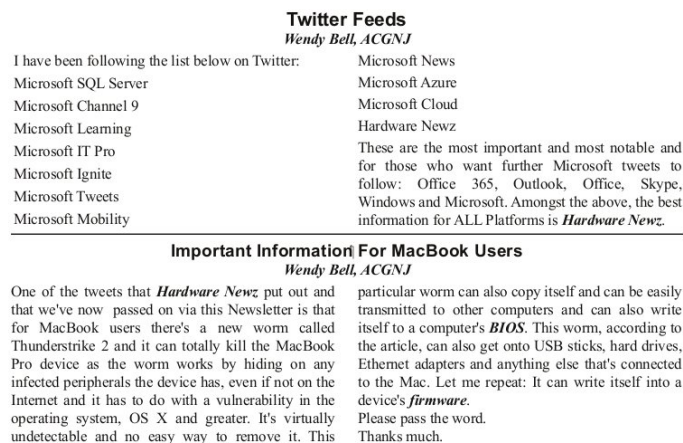 Twitter Feeds
Wendy Bell, ACGNJ
I have been following the list below on Twitter:
Microsoft SQL Server
Microsoft Channel 9
Microsoft Learning
Microsoft IT Pro
Microsoft Ignite
Microsoft Tweets
Microsoft Mobility
Microsoft News
Microsoft Azure
Microsoft Cloud
Hardware Newz
These are the most important and most notable and
for those who want further Microsoft tweets to
follow: Office 365, Outlook, Office, Skype,
Windows and Microsoft. Amongst the above, the best
information for ALL Platforms is Hardware Newz.
Important Information For MacBook Users
Wendy Bell, ACGNJ
One of the tweets that Hardware Newz put out and
that we've now passed on via this Newsletter is that
for MacBook users there's a new worm called
Thunderstrike 2 and it can totally kill the MacBook
Pro device as the worm works by hiding on any
infected peripherals the device has, even if not on the
Internet and it has to do with a vulnerability in the
operating system, OS X and greater. It's virtually
undetectable and no easy way to remove it. This
particular worm can also copy itself and can be easily
transmitted to other computers and can also write
itself to a computer's BIOS. This worm, according to
the article, can also get onto USB sticks, hard drives,
Ethernet adapters and anything else that's connected
to the Mac. Let me repeat: It can write itself into a
device's firmware.
Please pass the word.
Thanks much.